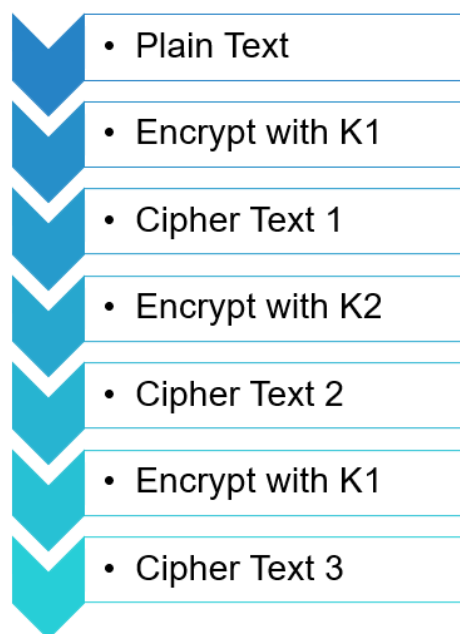 • Plain Text
• Encrypt with K1
• Cipher Text 1
• Encrypt with K2
• Cipher Text 2
• Encrypt with K1
• Cipher Text 3